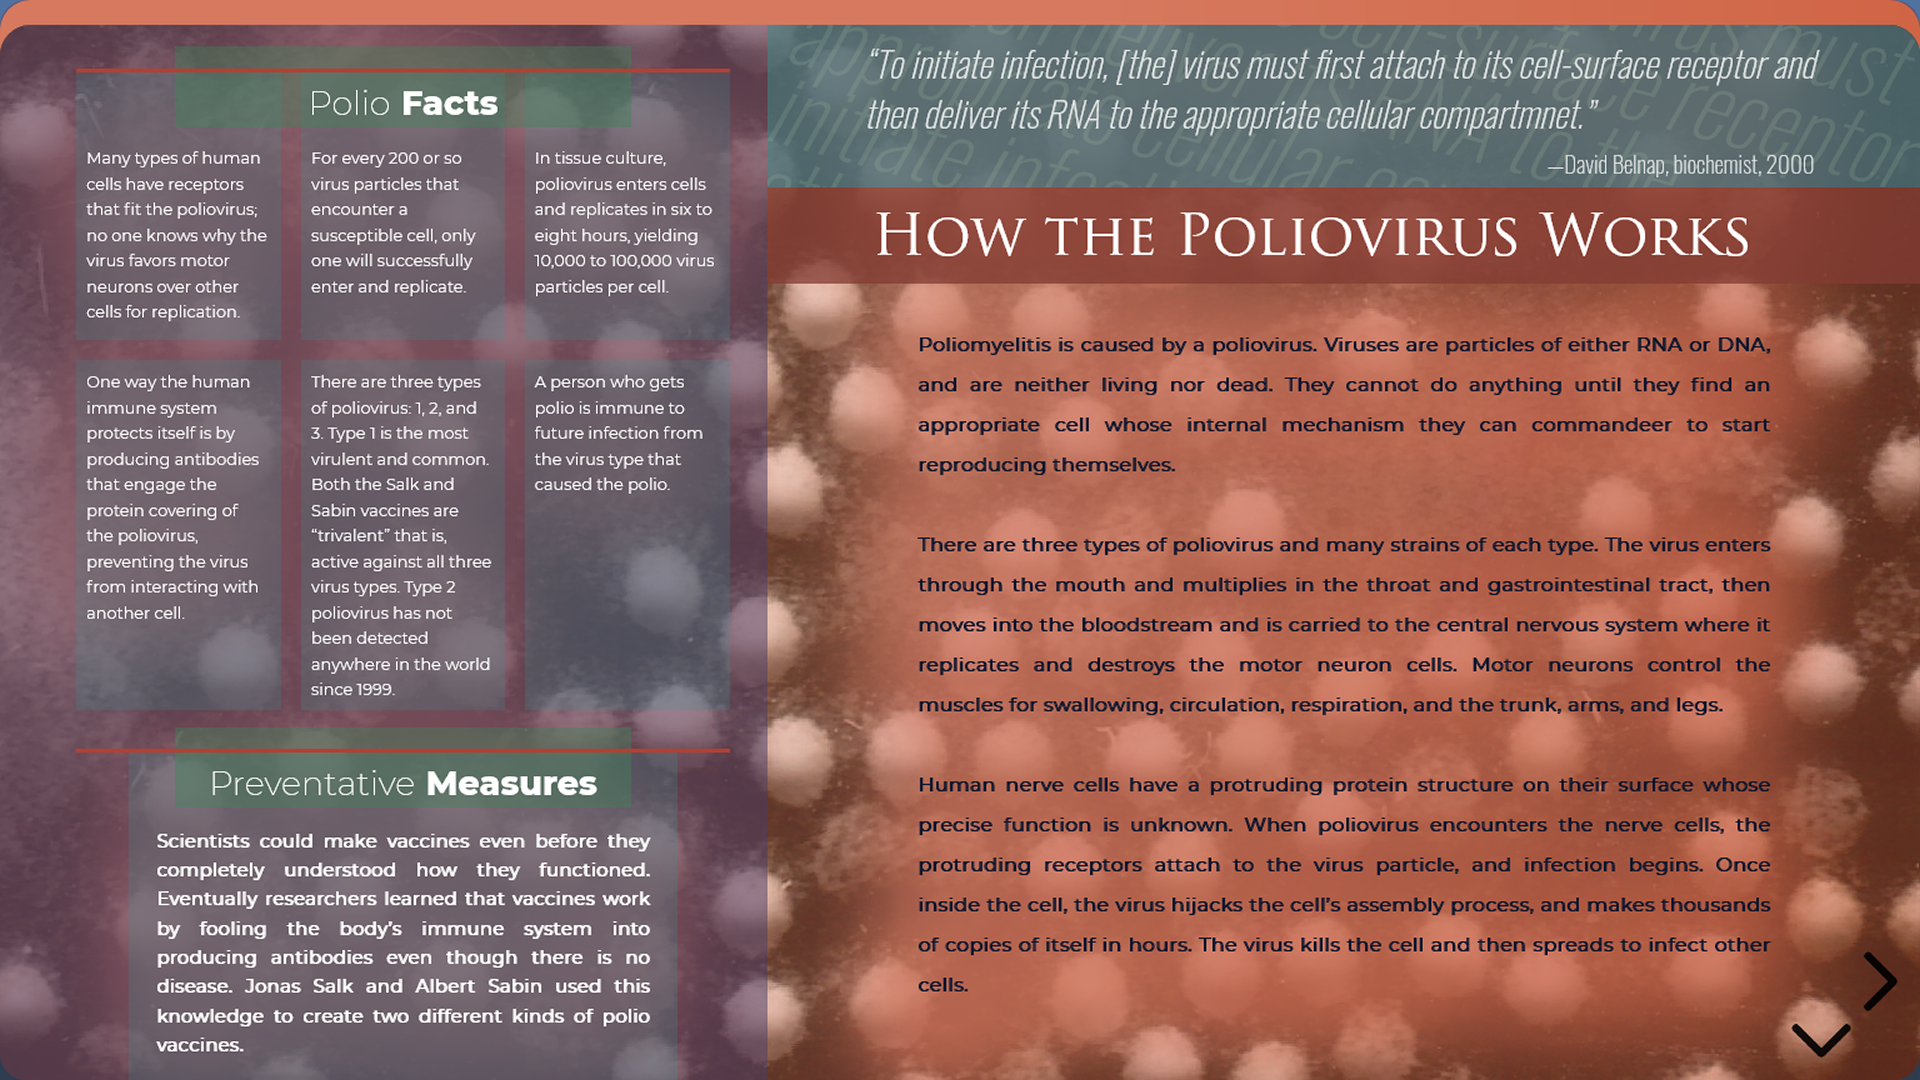 Polio Facts
Many types of human
cells have receptors
that fit the poliovirus;
no one knows why the
virus favors motor
neurons over other
cells for replication.
For every 200 or so
virus particles that
encounter a
susceptible cell, only
one will successfully
enter and replicate.
In tissue culture,
poliovirus enters cells
and replicates in six to
eight hours, yielding
10,000 to 100,000 virus
particles per cell.
One way the human
immune system
protects itself is by
producing antibodies
that engage the
protein covering of
the poliovirus,
preventing the virus
from interacting with
another cell.
There are three types
of poliovirus: 1, 2, and
3. Type 1 is the most
virulent and common.
Both the Salk and
Sabin vaccines are
“trivalent” that is,
active against all three
virus types. Type 2
poliovirus has not
been detected
anywhere in the world
since 1999.
A person who gets
polio is immune to
future infection from
the virus type that
caused the polio.
Preventative Measures
Scientists could make vaccines even before they
completely understood how they functioned.
Eventually researchers learned that vaccines work
by fooling the body’s immune system into
producing antibodies even though there is no
disease. Jonas Salk and Albert Sabin used this
knowledge to create two different kinds of polio
vaccines.
“To initiate infection, [the] virus must first attach to its cell-surface receptor and
then deliver its RNA to the appropriate cellular compartmnet.”
—David Belnap, biochemist, 2000
How the Poliovirus Works
Poliomyelitis is caused by a poliovirus. Viruses are particles of either RNA or DNA,
and are neither living nor dead. They cannot do anything until they find an
appropriate cell whose internal mechanism they can commandeer to start
reproducing themselves.
There are three types of poliovirus and many strains of each type. The virus enters
through the mouth and multiplies in the throat and gastrointestinal tract, then
moves into the bloodstream and is carried to the central nervous system where it
replicates and destroys the motor neuron cells. Motor neurons control the
muscles for swallowing, circulation, respiration, and the trunk, arms, and legs.
Human nerve cells have a protruding protein structure on their surface whose
precise function is unknown. When poliovirus encounters the nerve cells, the
protruding receptors attach to the virus particle, and infection begins. Once
inside the cell, the virus hijacks the cell’s assembly process, and makes thousands
of copies of itself in hours. The virus kills the cell and then spreads to infect other
cells.